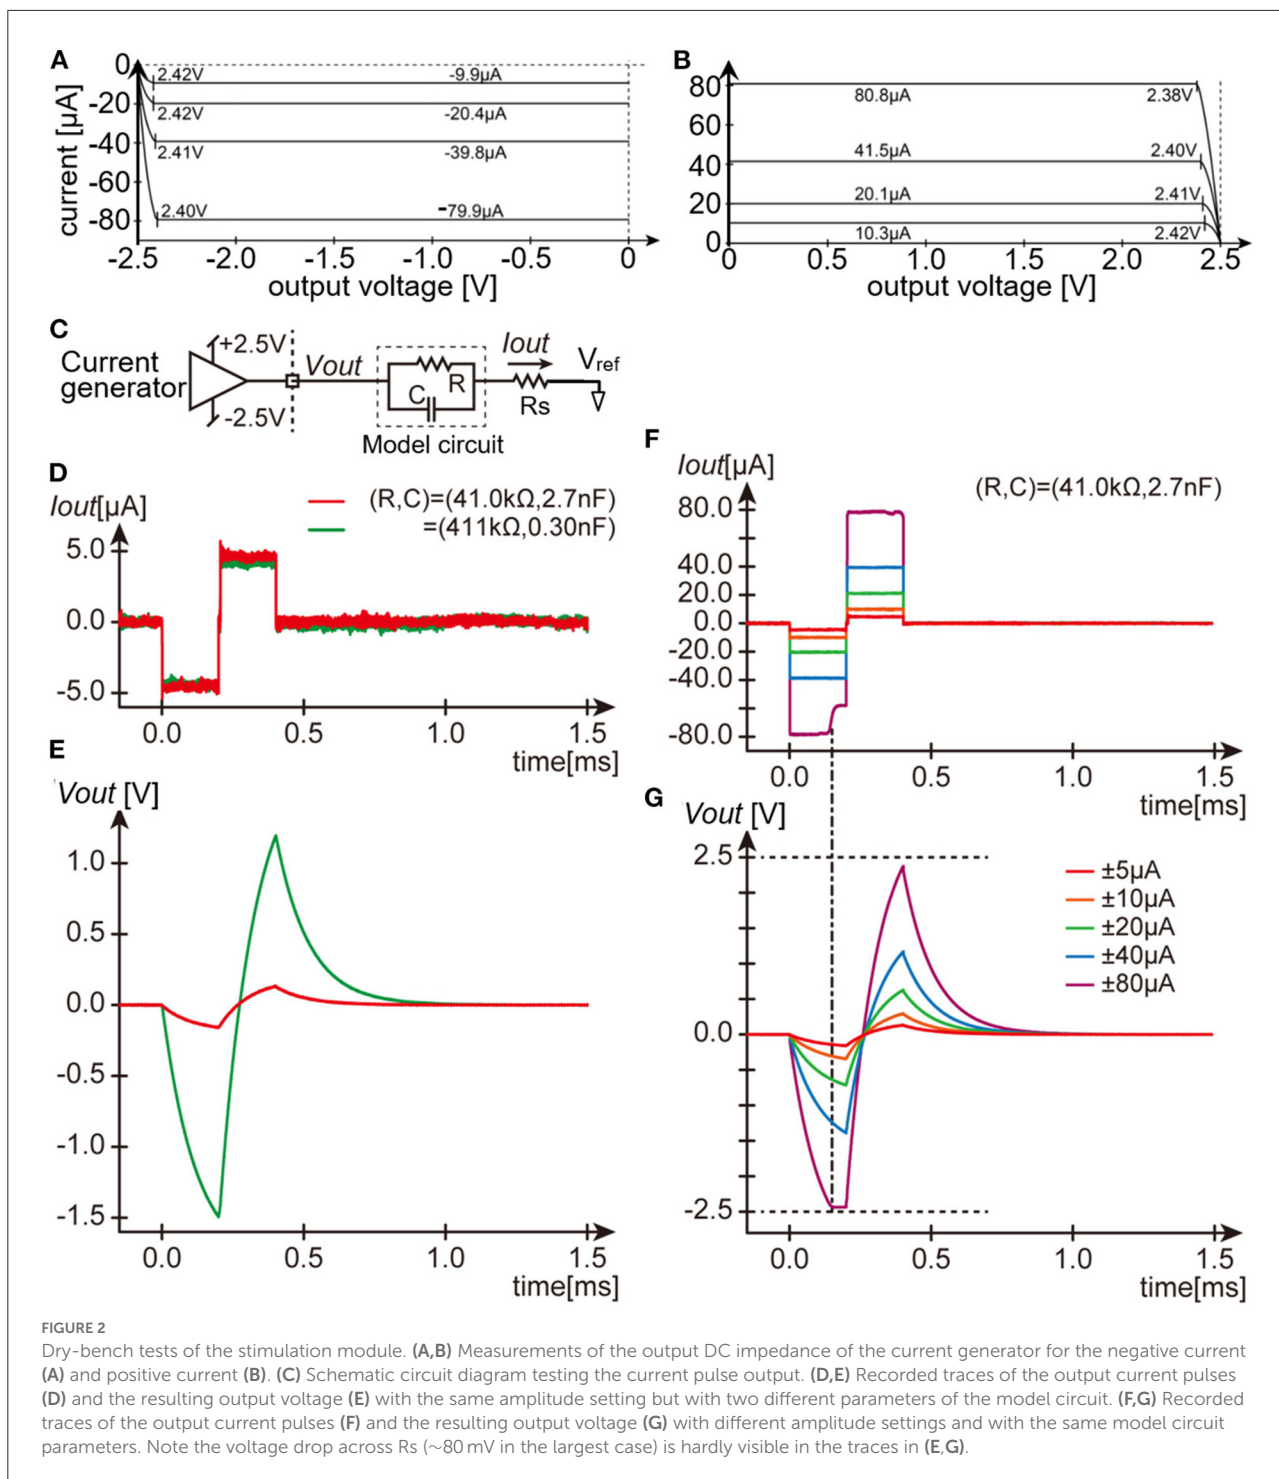 A
0
-20
-40
-60
-80
current [µA]
2.42V -9.9µA
2.42V -20.4µA
2.41V -39.8µA
2.40V -79.9µA
-2.5 -2.0 -1.5 -1.0 -0.5 0
output voltage [V]
B
80
60
40
20
0
80.8µA 2.38V
41.5µA 2.40V
20.1µA 2.41V
10.3µA 2.42V
0 0.5 1.0 1.5 2.0 2.5
output voltage [V]
C
Current
generator
+2.5V
-2.5V
Vout
R
C
Model circuit
Iout
Rs
Vref
D
Iout[µA]
(R,C)=(41.0kΩ,2.7nF)
=(411kΩ,0.30nF)
5.0
0.0
-5.0
0.0 0.5 1.0 1.5
time[ms]
E
Vout [V]
1.0
0.5
0.0
-0.5
-1.0
-1.5
0.0 0.5 1.0 1.5
time[ms]
F
Iout[µA]
(R,C)=(41.0kΩ,2.7nF)
80.0
40.0
20.0
0.0
-20.0
-40.0
-80.0
0.0 0.5 1.0 1.5
time[ms]
G
Vout [V]
2.5
0.0
-2.5
±5µA
±10µA
±20µA
±40µA
±80µA
0.0 0.5 1.0 1.5
time[ms]
FIGURE 2
Dry-bench tests of the stimulation module. (A,B) Measurements of the output DC impedance of the current generator for the negative current
(A) and positive current (B). (C) Schematic circuit diagram testing the current pulse output. (D,E) Recorded traces of the output current pulses
(D) and the resulting output voltage (E) with the same amplitude setting but with two different parameters of the model circuit. (F,G) Recorded
traces of the output current pulses (F) and the resulting output voltage (G) with different amplitude settings and with the same model circuit
parameters. Note the voltage drop across Rs (∼80 mV in the largest case) is hardly visible in the traces in (E,G).